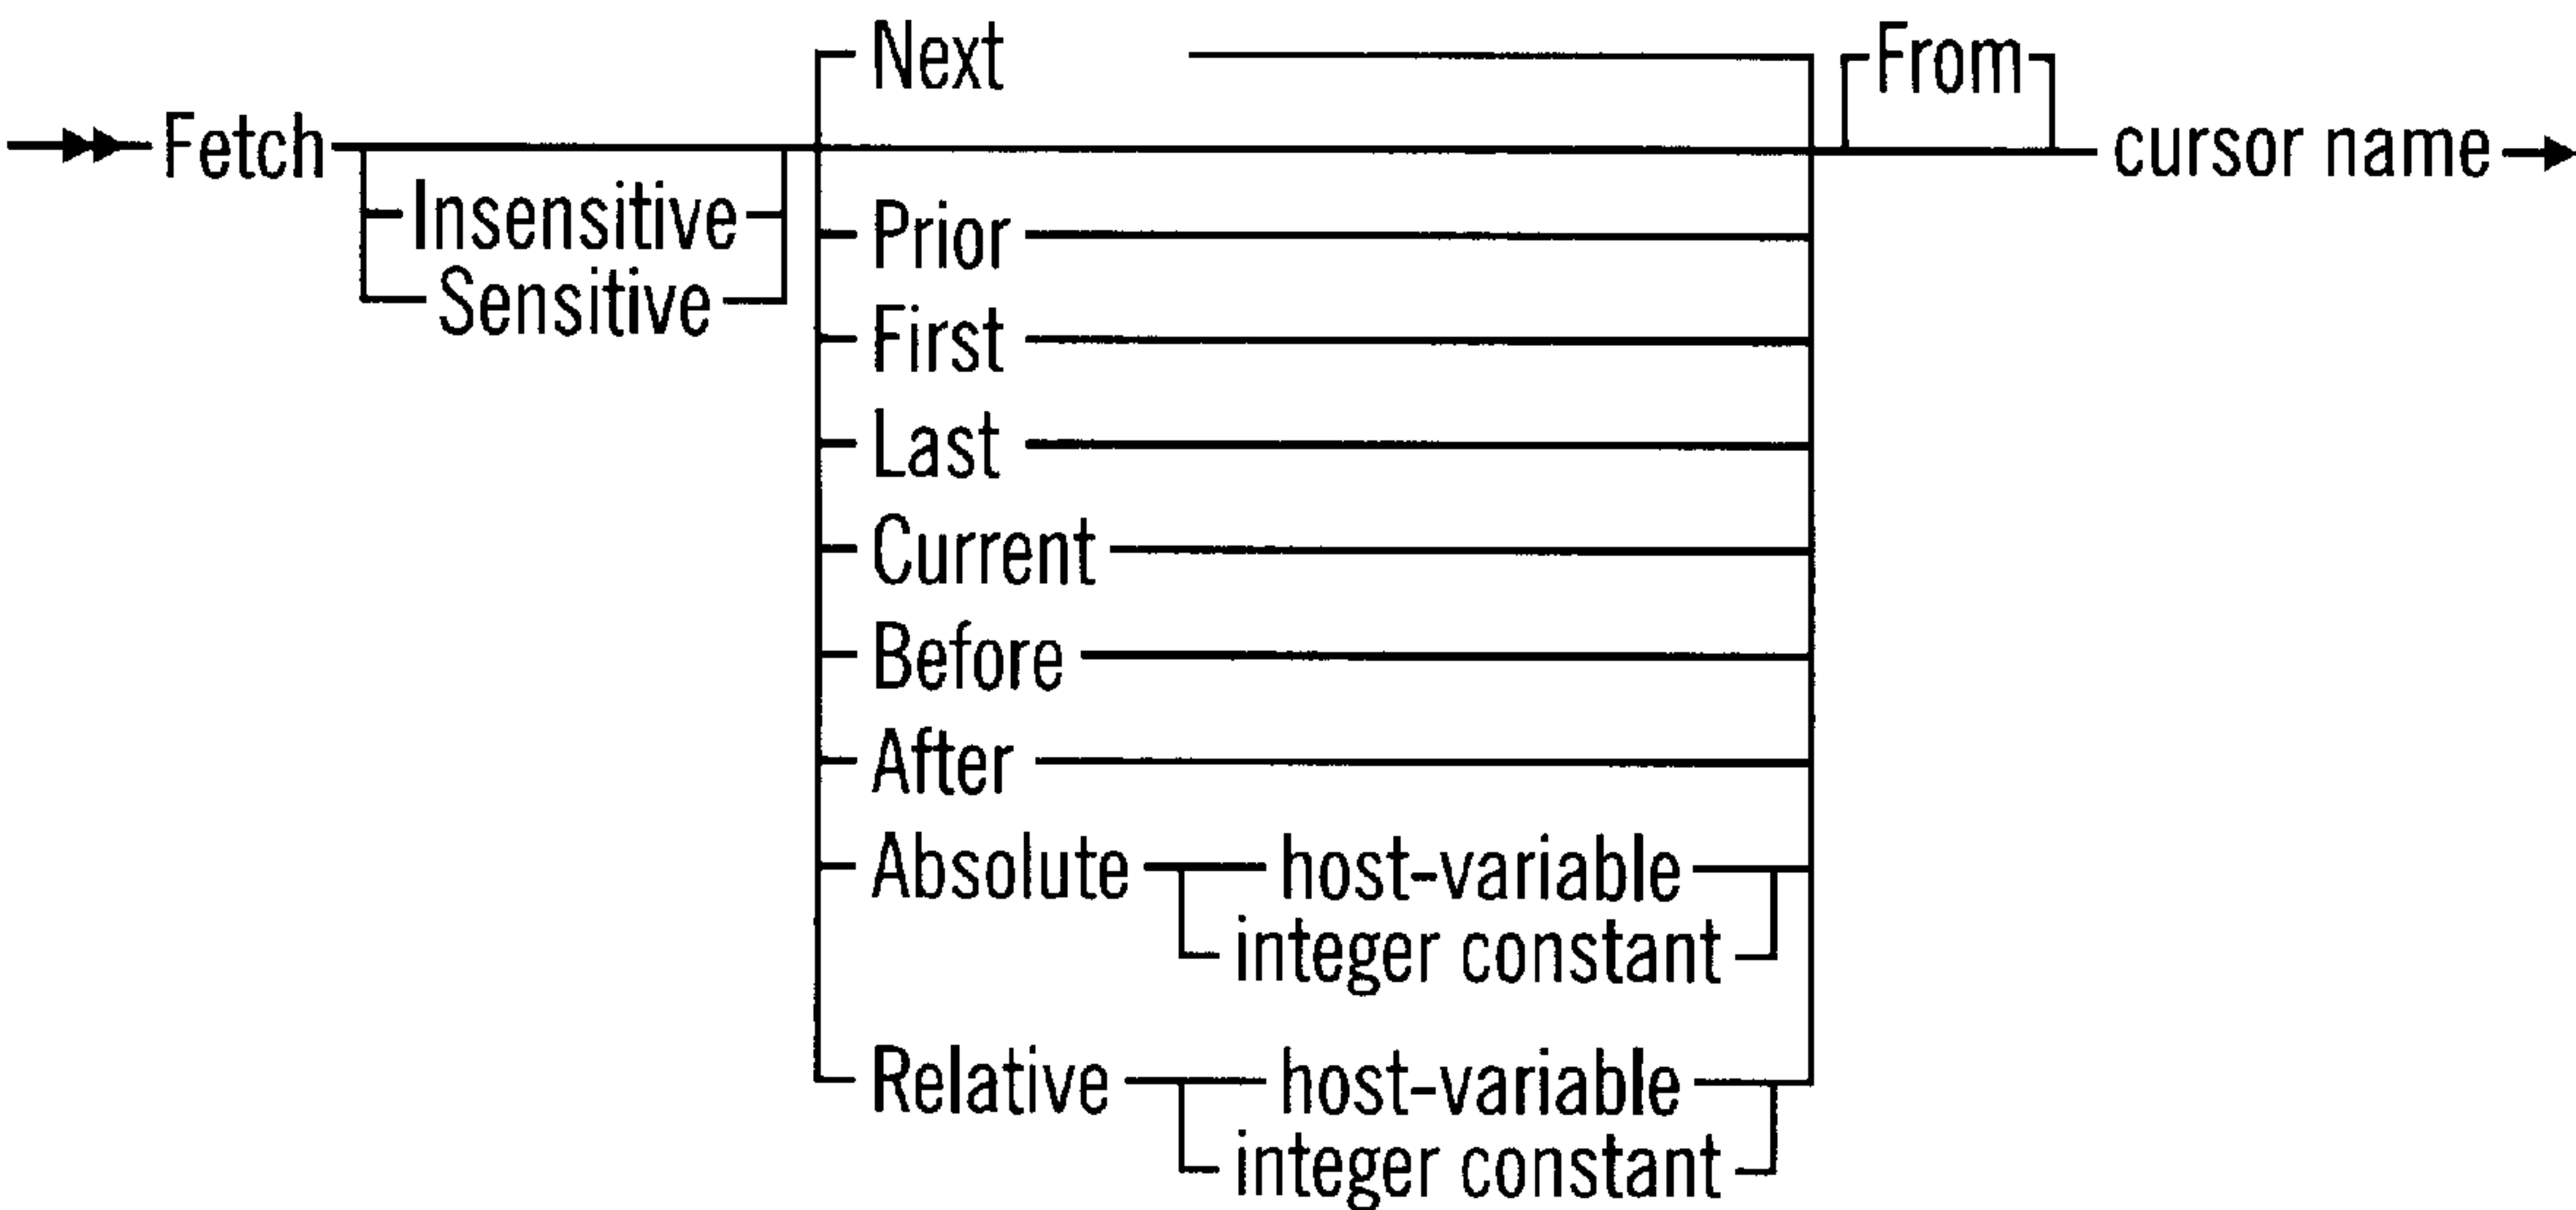 Next
From
Fetch
cursor name
Insensitive
Sensitive
Prior
First
Last
Current
Before
After
Absolute host-variable
integer constant
Relative host-variable
integer constant